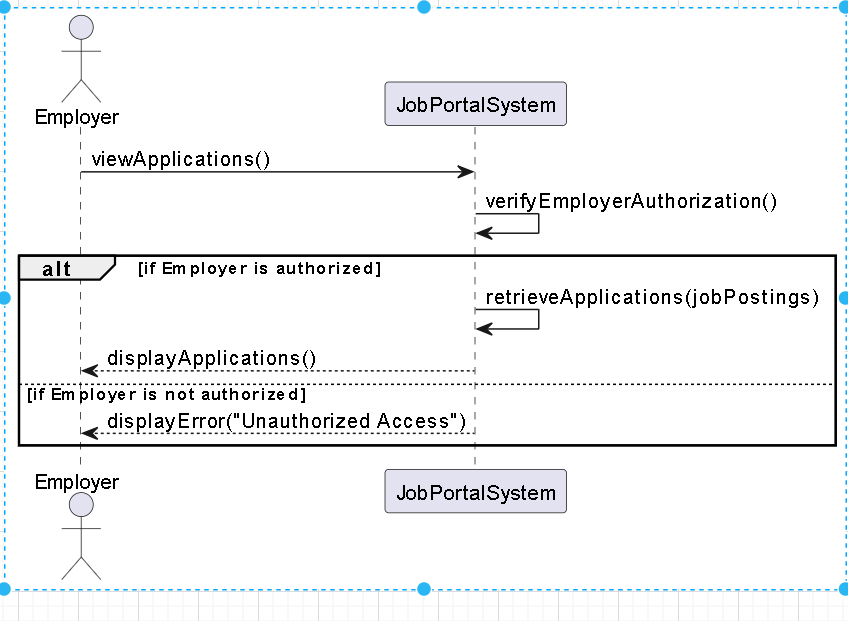 Employer
JobPortalSystem
viewApplications()
verifyEmployerAuthorization()
alt
[if Employer is authorized]
retrieveApplications(jobPostings)
displayApplications()
[if Employer is not authorized]
displayError("Unauthorized Access")
Employer
JobPortalSystem